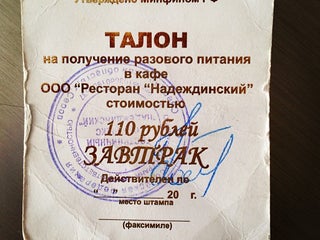 Утверждено Минфином РФ
ТАЛОН
на получение разового питания
в кафе
ООО "Ресторан "Надеждинский"
стоимостью
110 рублей
ЗАВТРАК
Действителен до
" " 20 г.
место штампа
(факсимиле)